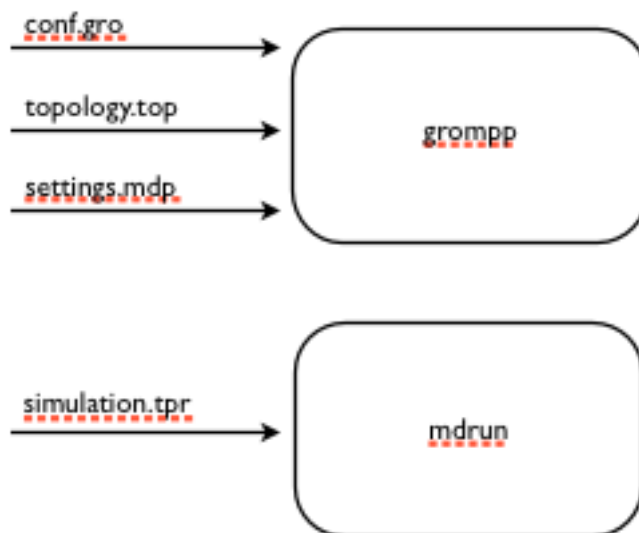 conf.gro
topology.top
settings.mdp
grompp
simulation.tpr
mdrun